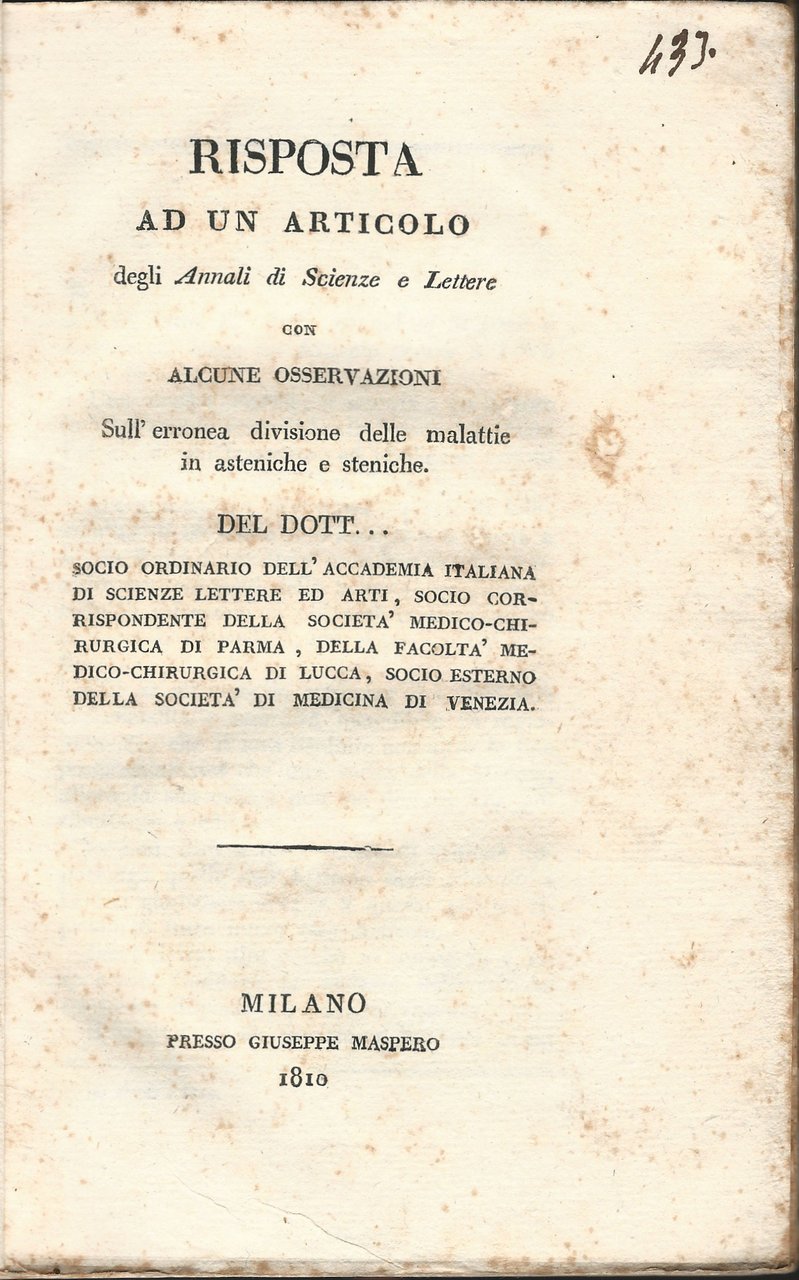 433.
RISPOSTA
AD UN ARTICOLO
degli Annali di Scienze e Lettere
CON
ALCUNE OSSERVAZIONI
Sull' erronea divisione delle malattie
in asteniche e steniche.
DEL DOTT...
SOCIO ORDINARIO DELL' ACCADEMIA ITALIANA
DI SCIENZE LETTERE ED ARTI, SOCIO COR-
RISPONDENTE DELLA SOCIETA' MEDICO-CHI-
RURGICA DI PARMA, DELLA FACOLTA' ME-
DICO-CHIRURGICA DI LUCCA, SOCIO ESTERNO
DELLA SOCIETA' DI MEDICINA DI VENEZIA.
MILANO
PRESSO GIUSEPPE MASPERO
1810